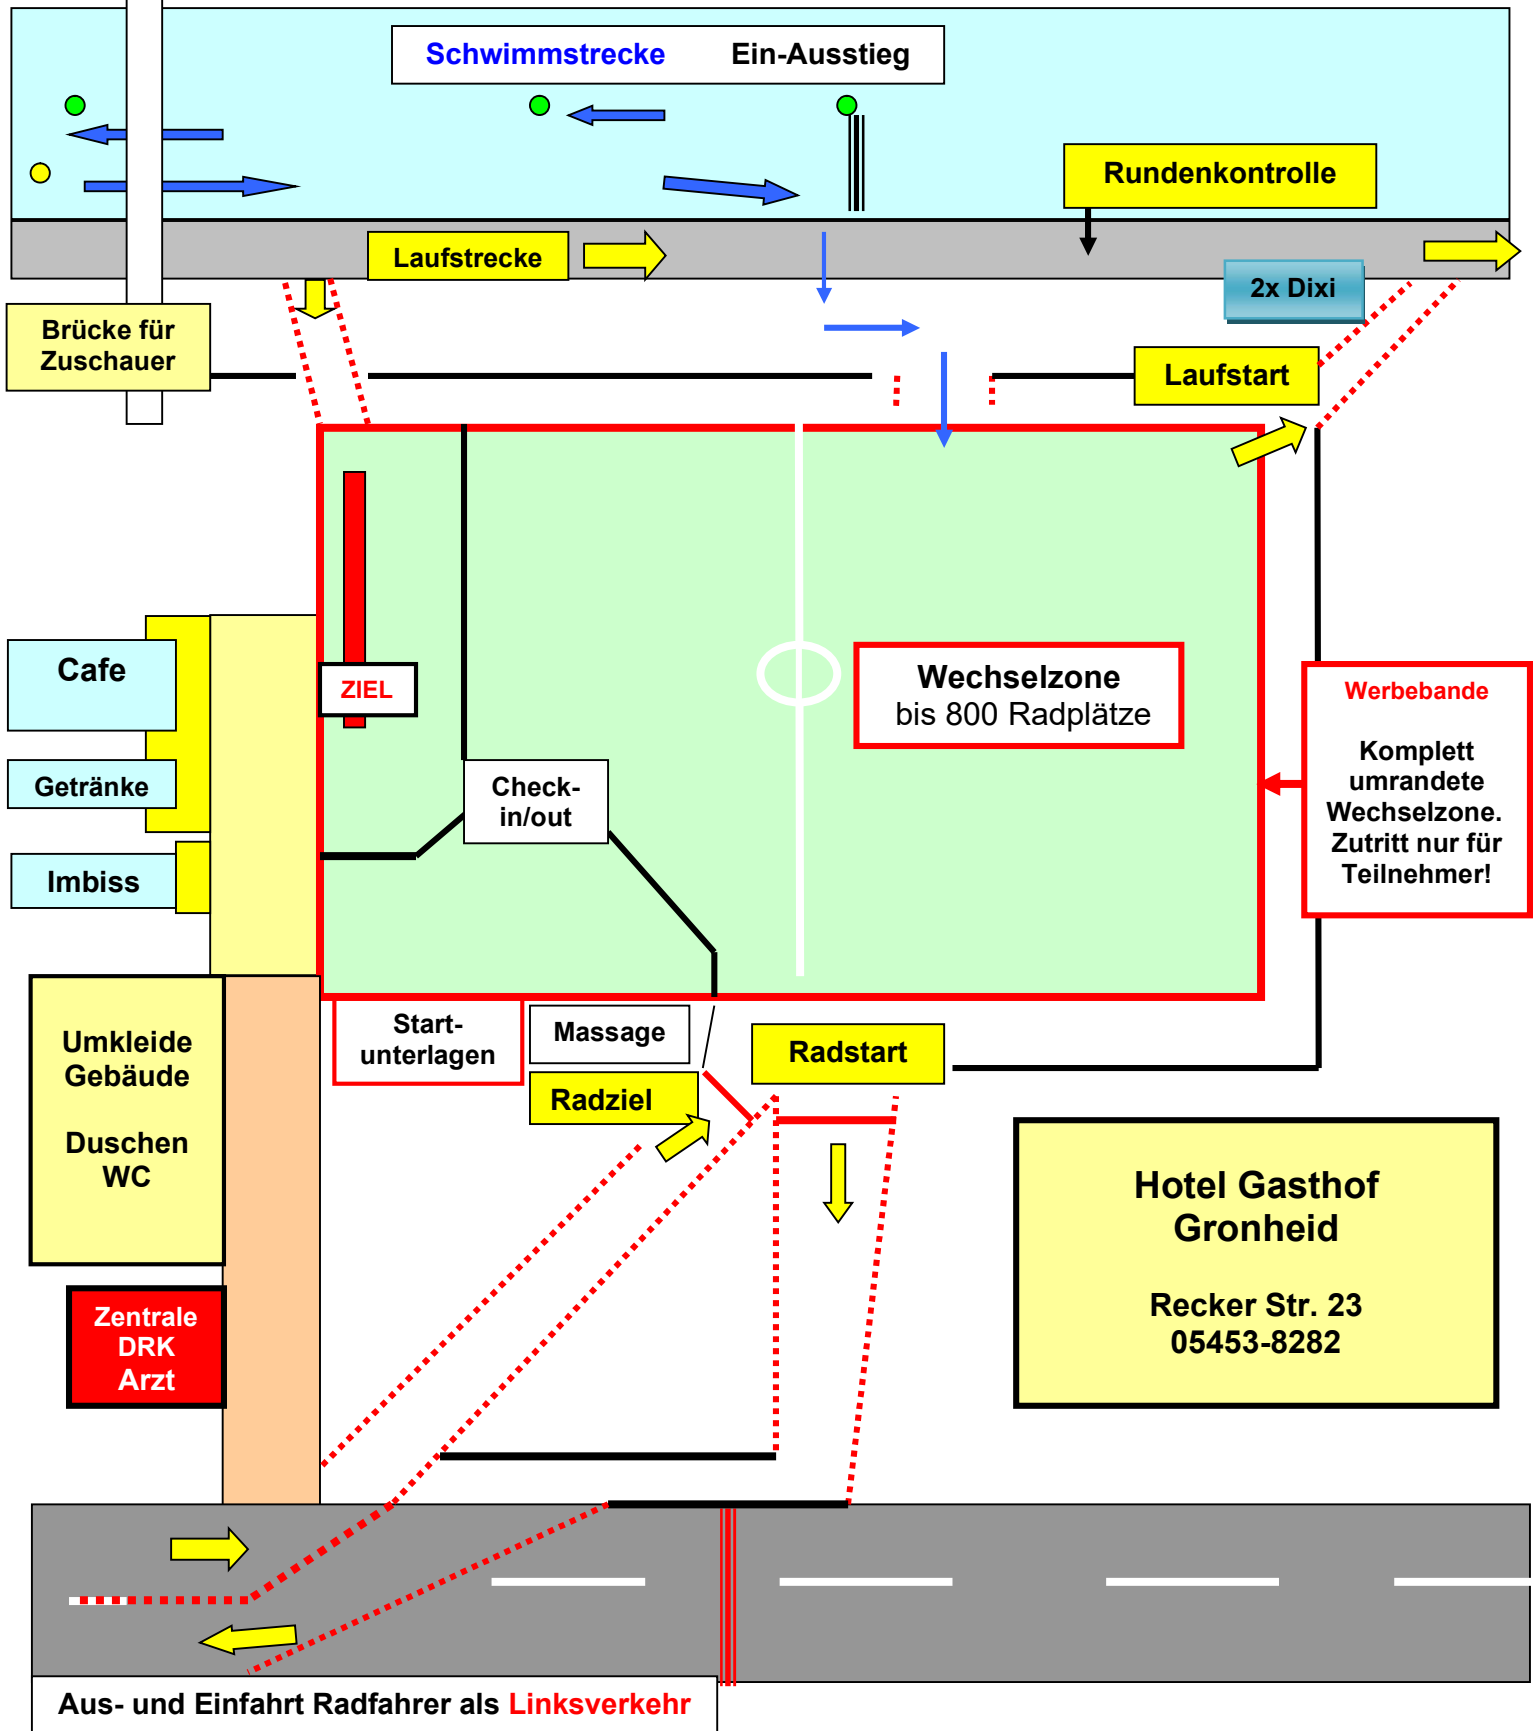 Schwimmstrecke Ein-Ausstieg
Rundenkontrolle
Laufstrecke
2x Dixi
Brücke für
Zuschauer
Laufstart
Cafe
ZIEL
Wechselzone
bis 800 Radplätze
Werbebande
Komplett
umrandete
Wechselzone.
Zutritt nur für
Teilnehmer!
Getränke
Check-
in/out
Imbiss
Umkleide
Gebäude
Duschen
WC
Start-
unterlagen
Massage
Radstart
Radziel
Hotel Gasthof
Gronheid
Recker Str. 23
05453-8282
Zentrale
DRK
Arzt
Aus- und Einfahrt Radfahrer als Linksverkehr